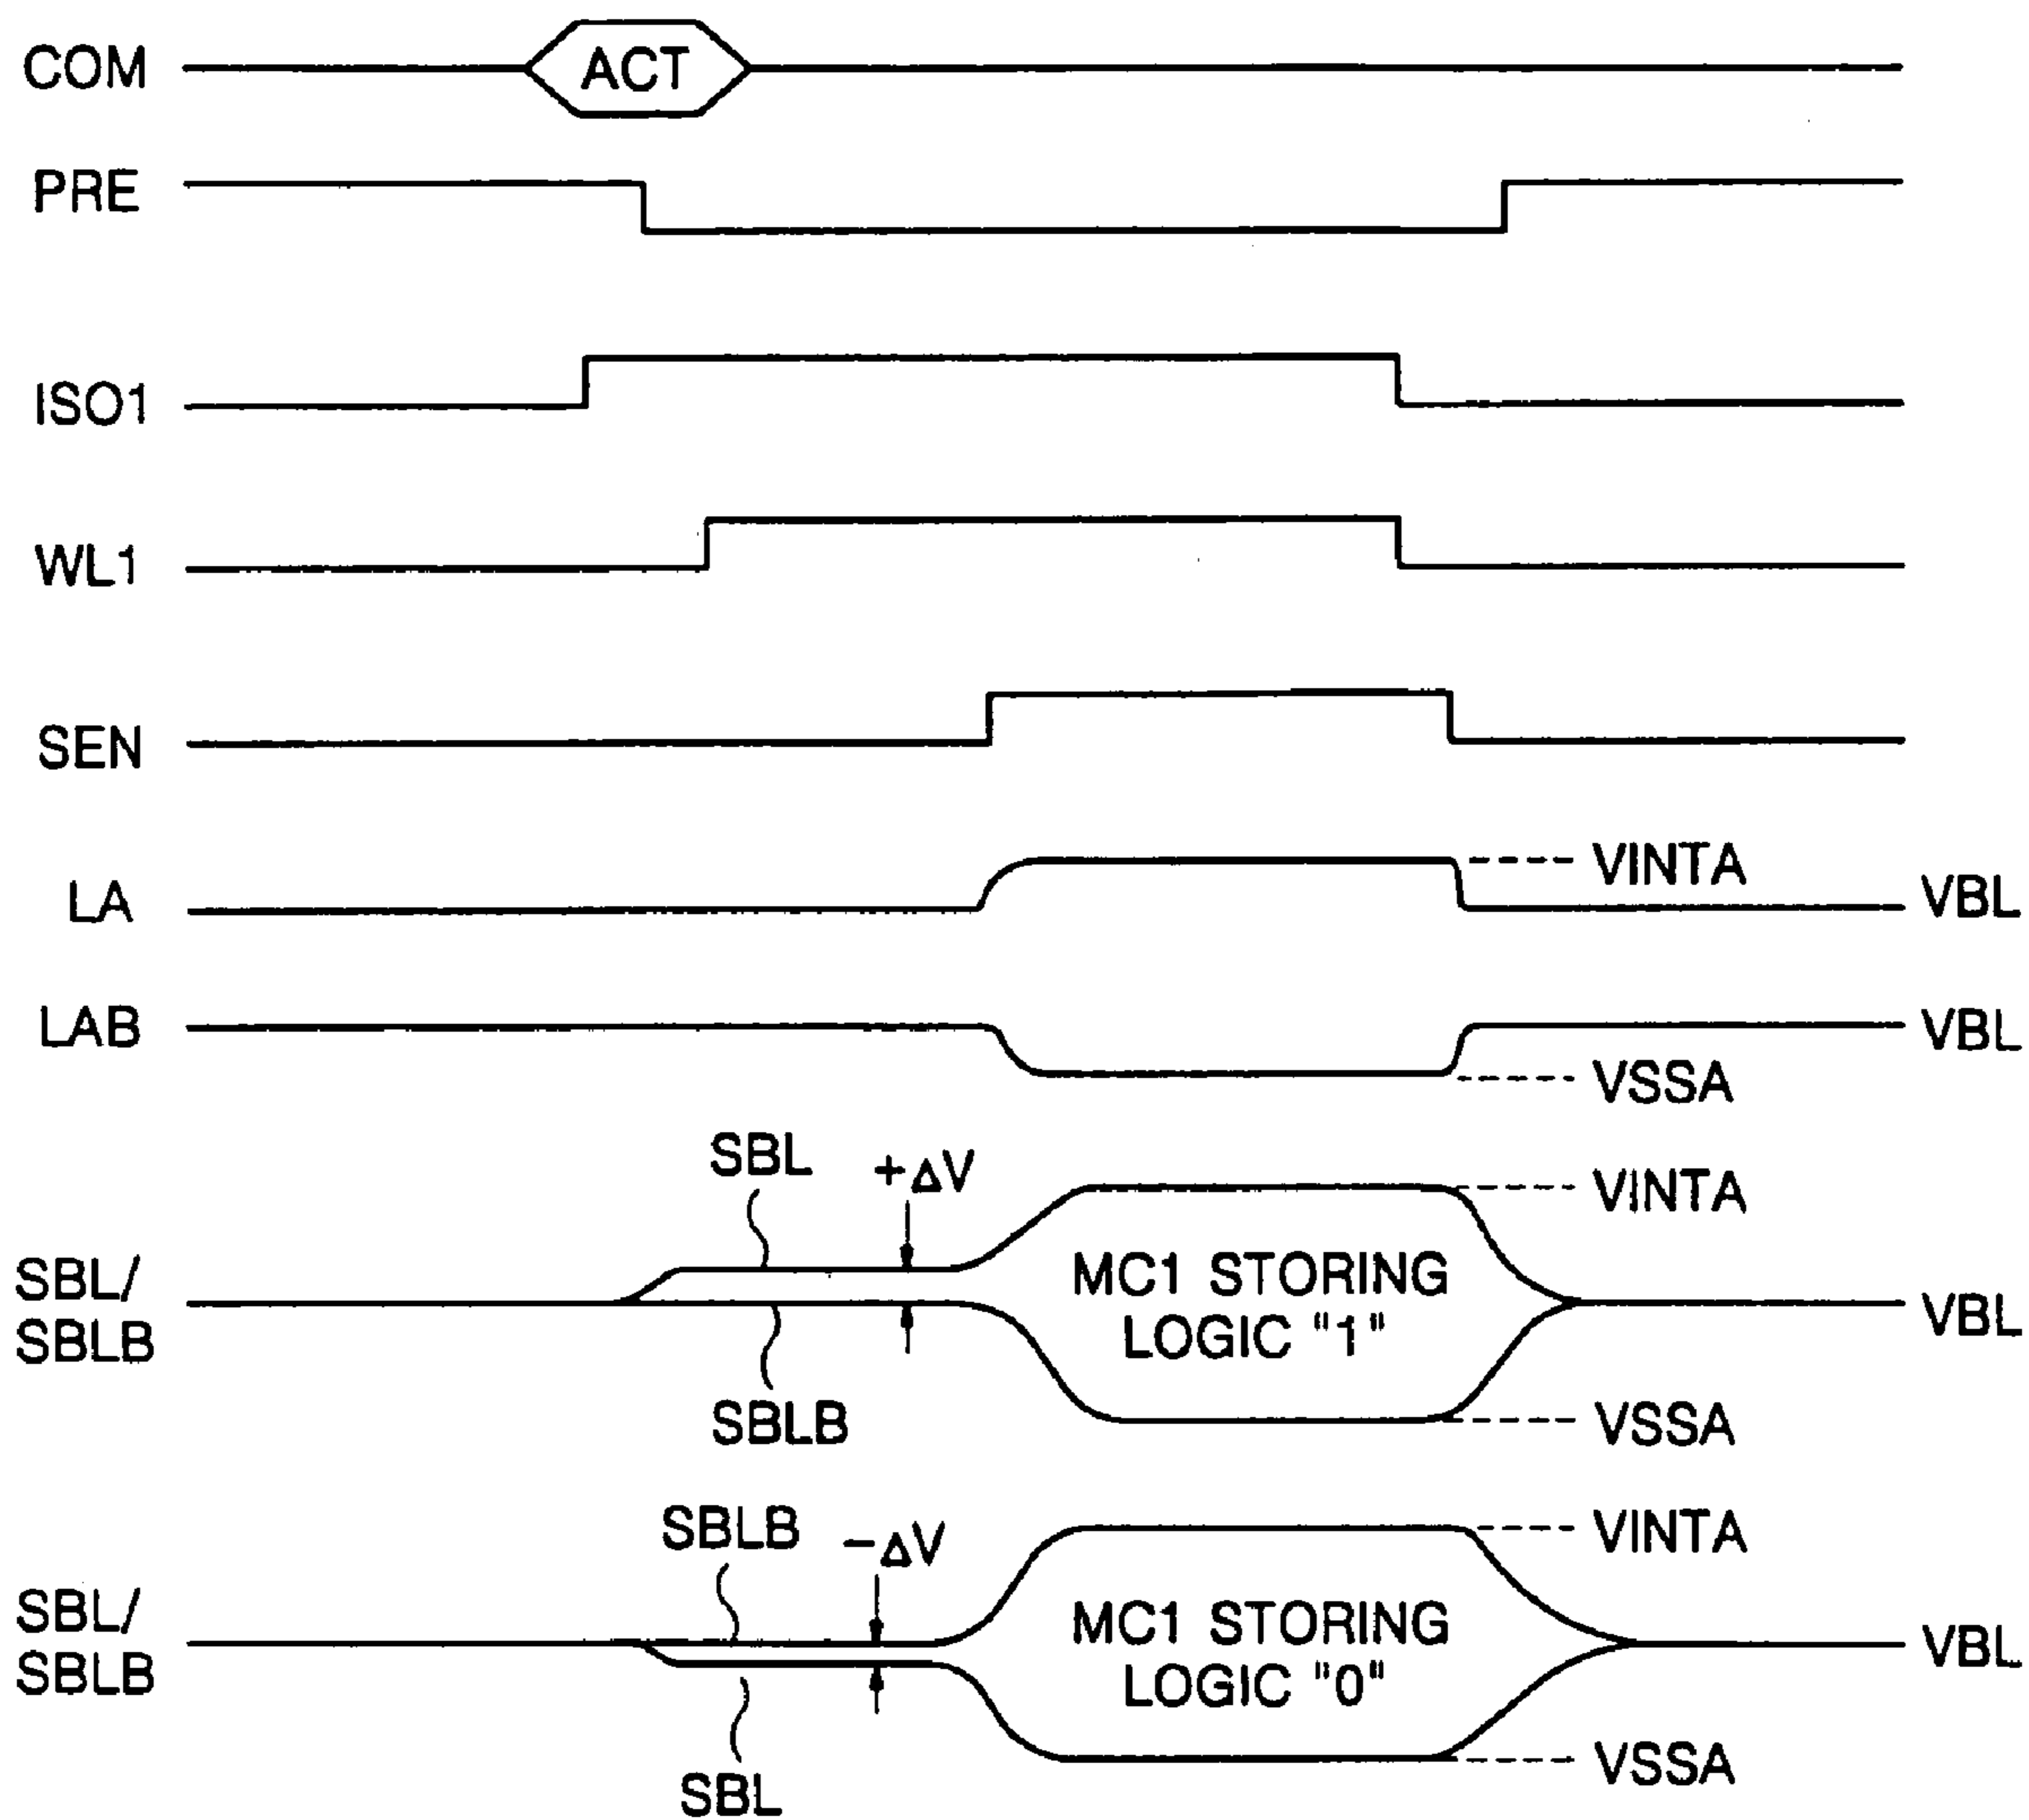 COM
ACT
PRE
ISO1
WL1
SEN
LA
VINTA
VBL
LAB
VBL
VSSA
SBL
+ΔV
VINTA
SBL/
SBLB
MC1 STORING
LOGIC "1"
VBL
SBLB
VSSA
SBLB
−ΔV
VINTA
SBL/
SBLB
MC1 STORING
LOGIC "0"
VBL
SBL
VSSA